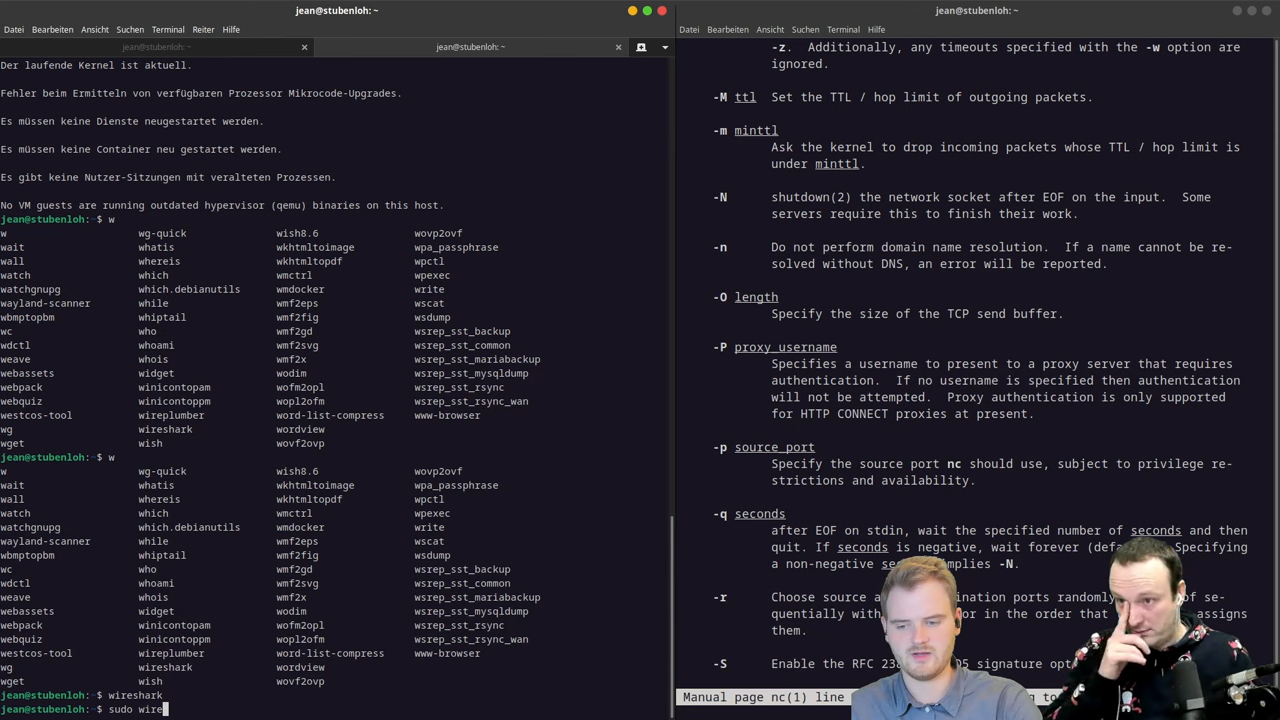 jean@stubenloh: ~
Datei Bearbeiten Ansicht Suchen Terminal Reiter Hilfe
jean@stubenloh: ~
jean@stubenloh: ~
Der laufende Kernel ist aktuell.
Fehler beim Ermitteln von verfügbaren Prozessor Mikrocode-Upgrades.
Es müssen keine Dienste neugestartet werden.
Es müssen keine Container neu gestartet werden.
Es gibt keine Nutzer-Sitzungen mit veralteten Prozessen.
No VM guests are running outdated hypervisor (qemu) binaries on this host.
jean@stubenloh:~$ w
w wg-quick wish8.6 wovp2ovf
wait whatis wkhtmltoimage wpa_passphrase
wall whereis wkhtmltopdf wpctl
watch which wmctrl wpexec
watchgnupg which.debianutils wmdocker write
wayland-scanner while wmf2eps wscat
wbmptopbm whiptail wmf2fig wsdump
wc who wmf2gd wsrep_sst_backup
wdctl whoami wmf2svg wsrep_sst_common
weave whois wmf2x wsrep_sst_mariabackup
webassets widget wodim wsrep_sst_mysqldump
webpack winicontopam wofm2opl wsrep_sst_rsync
webquiz winicontoppm wopl2ofm wsrep_sst_rsync_wan
westcos-tool wireplumber word-list-compress www-browser
wg wireshark wordview
wget wish wovf2ovp
jean@stubenloh:~$ w
w wg-quick wish8.6 wovp2ovf
wait whatis wkhtmltoimage wpa_passphrase
wall whereis wkhtmltopdf wpctl
watch which wmctrl wpexec
watchgnupg which.debianutils wmdocker write
wayland-scanner while wmf2eps wscat
wbmptopbm whiptail wmf2fig wsdump
wc who wmf2gd wsrep_sst_backup
wdctl whoami wmf2svg wsrep_sst_common
weave whois wmf2x wsrep_sst_mariabackup
webassets widget wodim wsrep_sst_mysqldump
webpack winicontopam wofm2opl wsrep_sst_rsync
webquiz winicontoppm wopl2ofm wsrep_sst_rsync_wan
westcos-tool wireplumber word-list-compress www-browser
wg wireshark wordview
wget wish wovf2ovp
jean@stubenloh:~$ wireshark
jean@stubenloh:~$ sudo wire
jean@stubenloh: ~
Datei Bearbeiten Ansicht Suchen Terminal Hilfe
-z. Additionally, any timeouts specified with the -w option are
ignored.
-M ttl Set the TTL / hop limit of outgoing packets.
-m minttl
Ask the kernel to drop incoming packets whose TTL / hop limit is
under minttl.
-N shutdown(2) the network socket after EOF on the input. Some
servers require this to finish their work.
-n Do not perform domain name resolution. If a name cannot be re-
solved without DNS, an error will be reported.
-O length
Specify the size of the TCP send buffer.
-P proxy_username
Specifies a username to present to a proxy server that requires
authentication. If no username is specified then authentication
will not be attempted. Proxy authentication is only supported
for HTTP CONNECT proxies at present.
-p source_port
Specify the source port nc should use, subject to privilege re-
strictions and availability.
-q seconds
after EOF on stdin, wait the specified number of seconds and then
quit. If seconds is negative, wait forever Specifying
a non-negative implies -N.
-r Choose source ports randomly of se-
quentially with or in the order that assigns
them.
-S Enable the RFC signature
Manual page nc(1) line